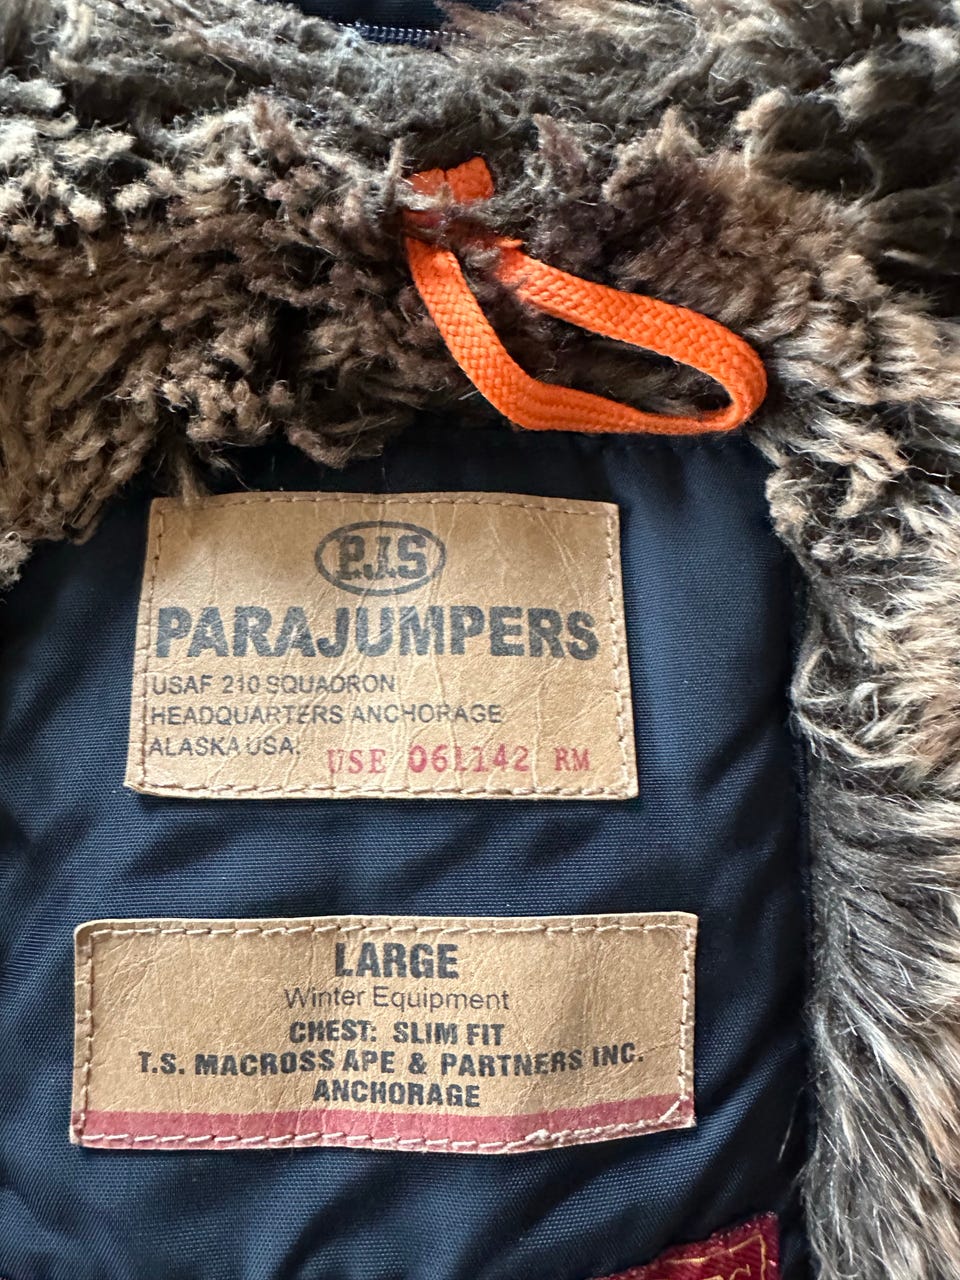 P.J.S
PARAJUMPERS
USAF 210 SQUADRON
HEADQUARTERS ANCHORAGE
ALASKA USA. USE 061142 RM
LARGE
Winter Equipment
CHEST: SLIM FIT
T.S. MACROSS APE & PARTNERS INC.
ANCHORAGE